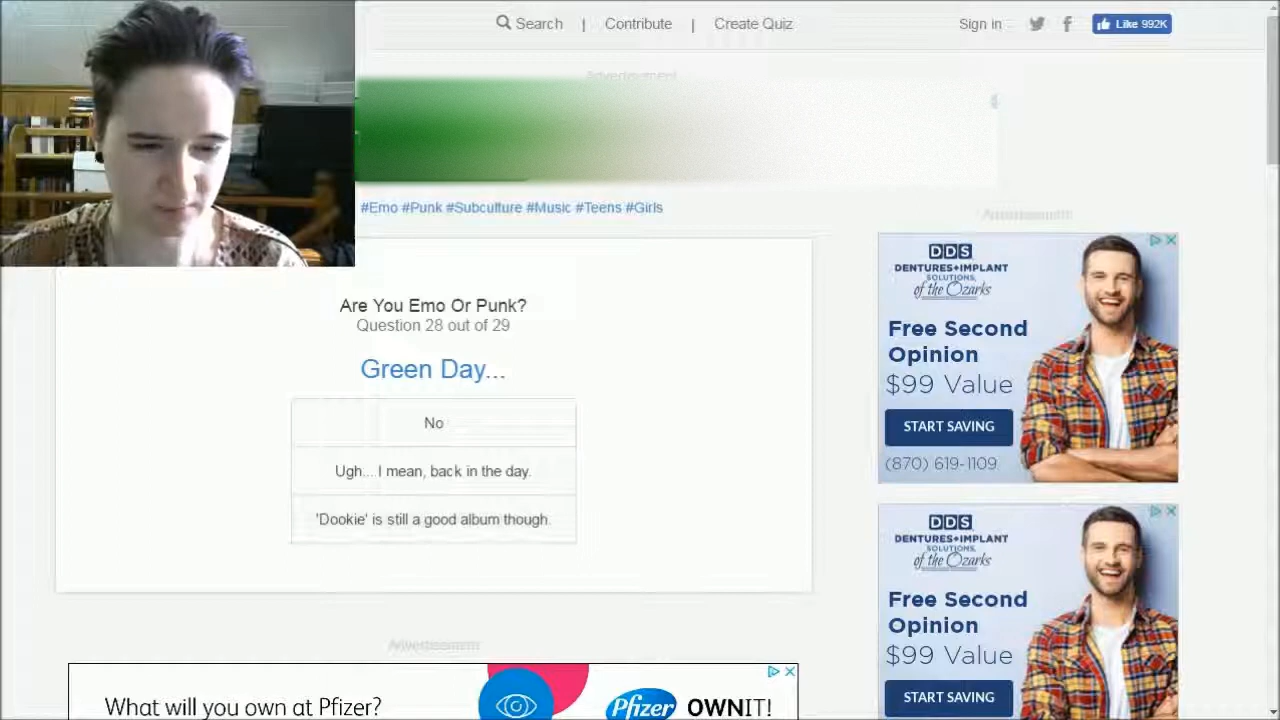 Search | Contribute | Create Quiz
Sign in
Like 992K
Advertisement
#Emo #Punk #Subculture #Music #Teens #Girls
Advertisement
Are You Emo Or Punk?
Question 28 out of 29
Green Day...
No
Ugh... I mean, back in the day.
'Dookie' is still a good album though.
DDS
DENTURES+IMPLANT
SOLUTIONS,
of the Ozarks
Free Second
Opinion
$99 Value
START SAVING
(870) 619-1109
DDS
DENTURES+IMPLANT
SOLUTIONS,
of the Ozarks
Free Second
Opinion
$99 Value
START SAVING
Advertisement
What will you own at Pfizer?
Pfizer OWNIT!